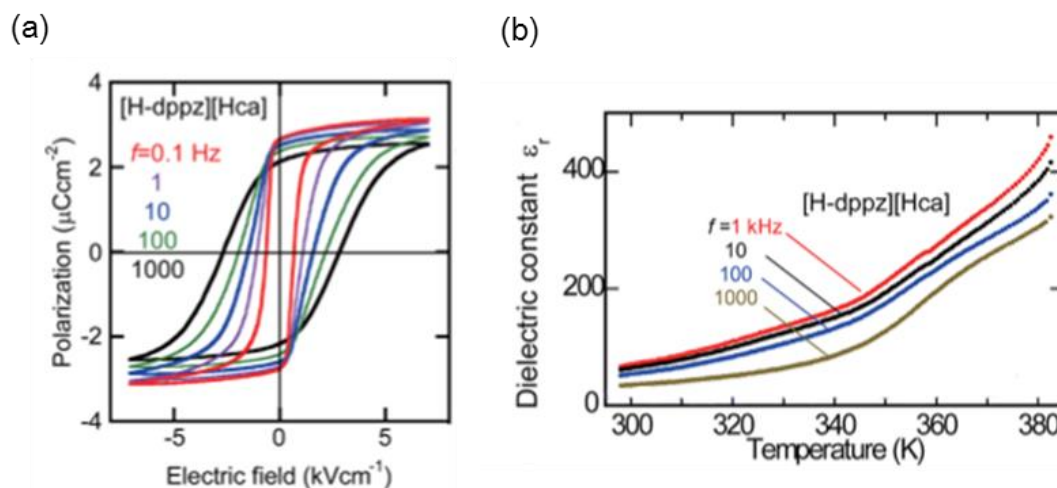 (a)
(b)
4
2
0
-2
-4
Polarization (μCcm⁻²)
[H-dppz][Hca]
f=0.1 Hz
1
10
100
1000
-5
0
5
Electric field (kVcm⁻¹)
400
200
0
Dielectric constant εr
[H-dppz][Hca]
f =1 kHz
10
100
1000
300
320
340
360
380
Temperature (K)